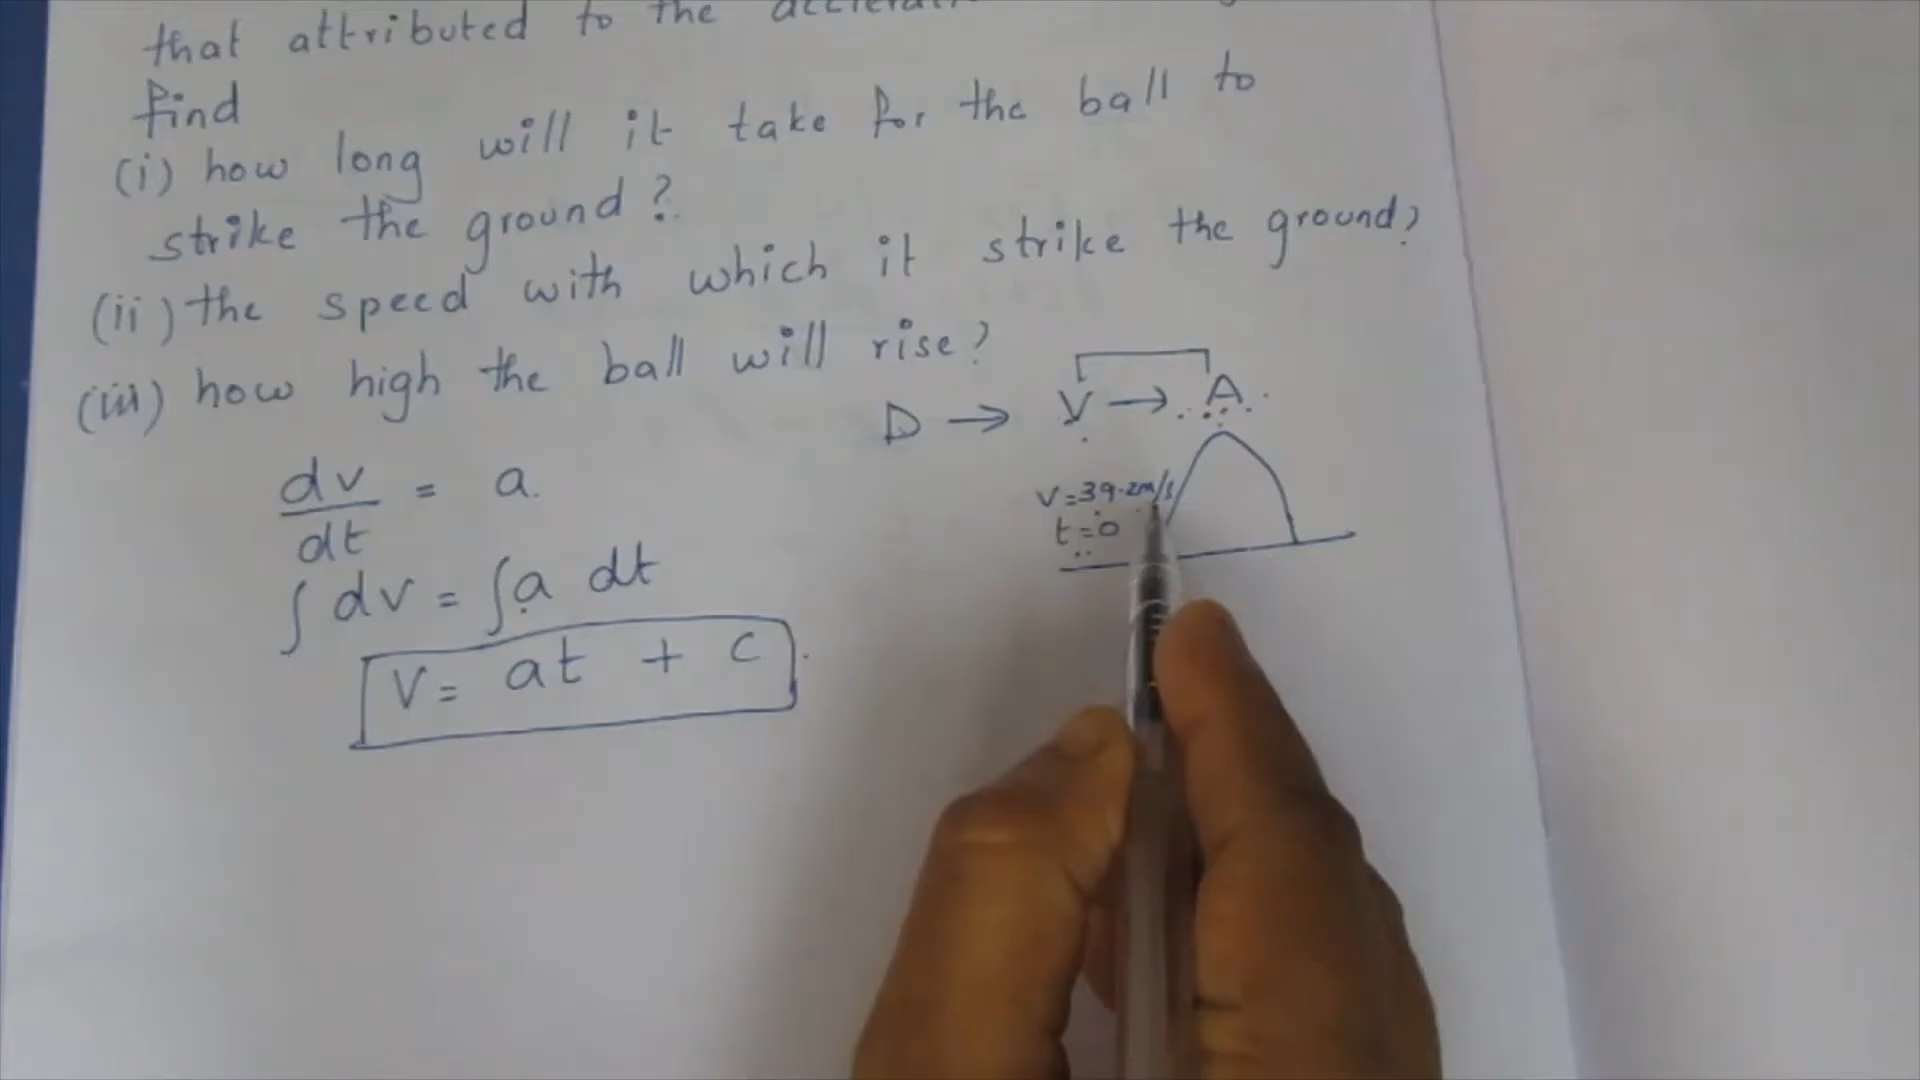 that attributed to the
find
(i) how long will it take for the ball to
strike the ground?
(ii) the speed with which it strike the ground?
(iii) how high the ball will rise?
D → V → A
dv/dt = a.
V=39.2m/s
t=0
∫dv = ∫a dt
V= at + c